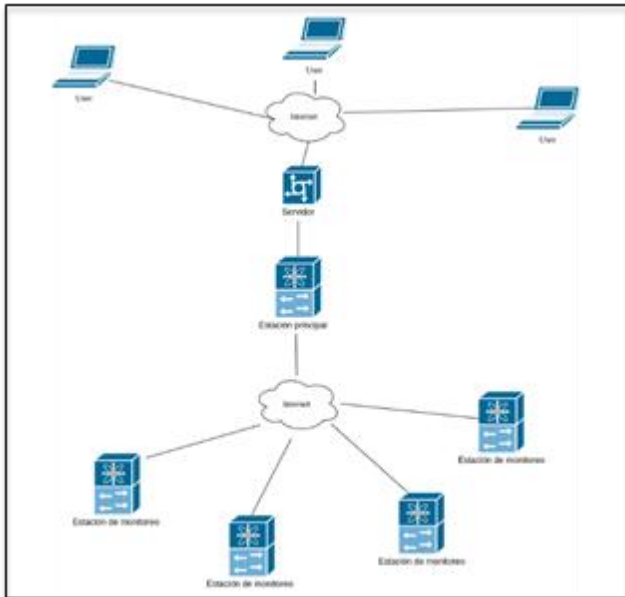 User
User
User
Internet
Servidor
Estación principal
Internet
Estación de monitoreo
Estación de monitoreo
Estación de monitoreo
Estación de monitoreo